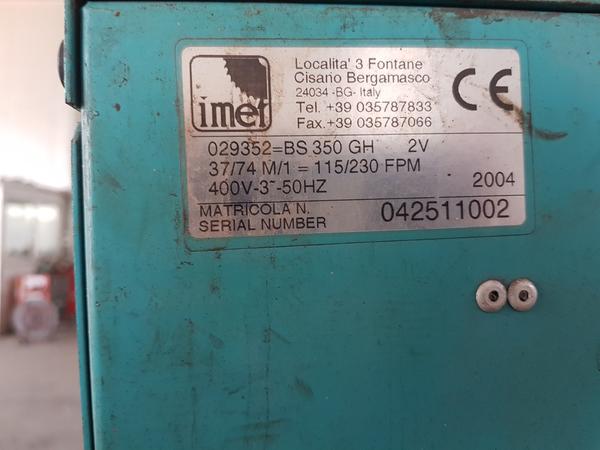 imet
Localita' 3 Fontane
Cisano Bergamasco
24034 -BG- Italy
Tel. +39 035787833
Fax.+39 035787066
CE
029352=BS 350 GH 2V
37/74 M/1 = 115/230 FPM
400V-3~-50HZ
2004
MATRICOLA N.
SERIAL NUMBER
042511002